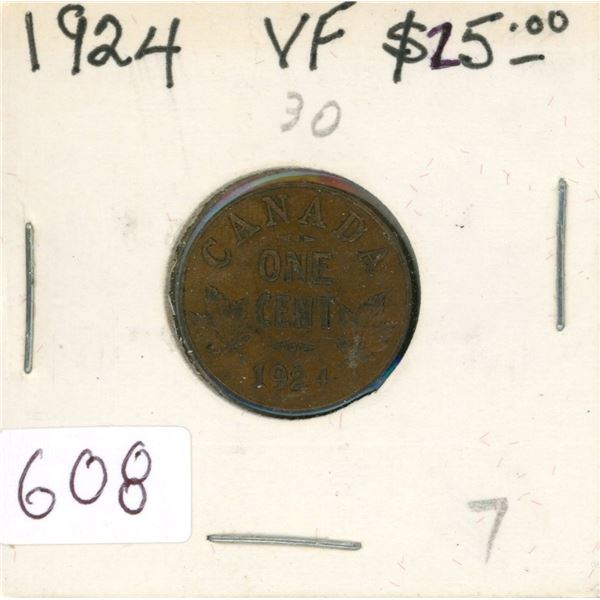 1924 VF $25.00
30
CANADA
ONE
CENT
1924
608
7